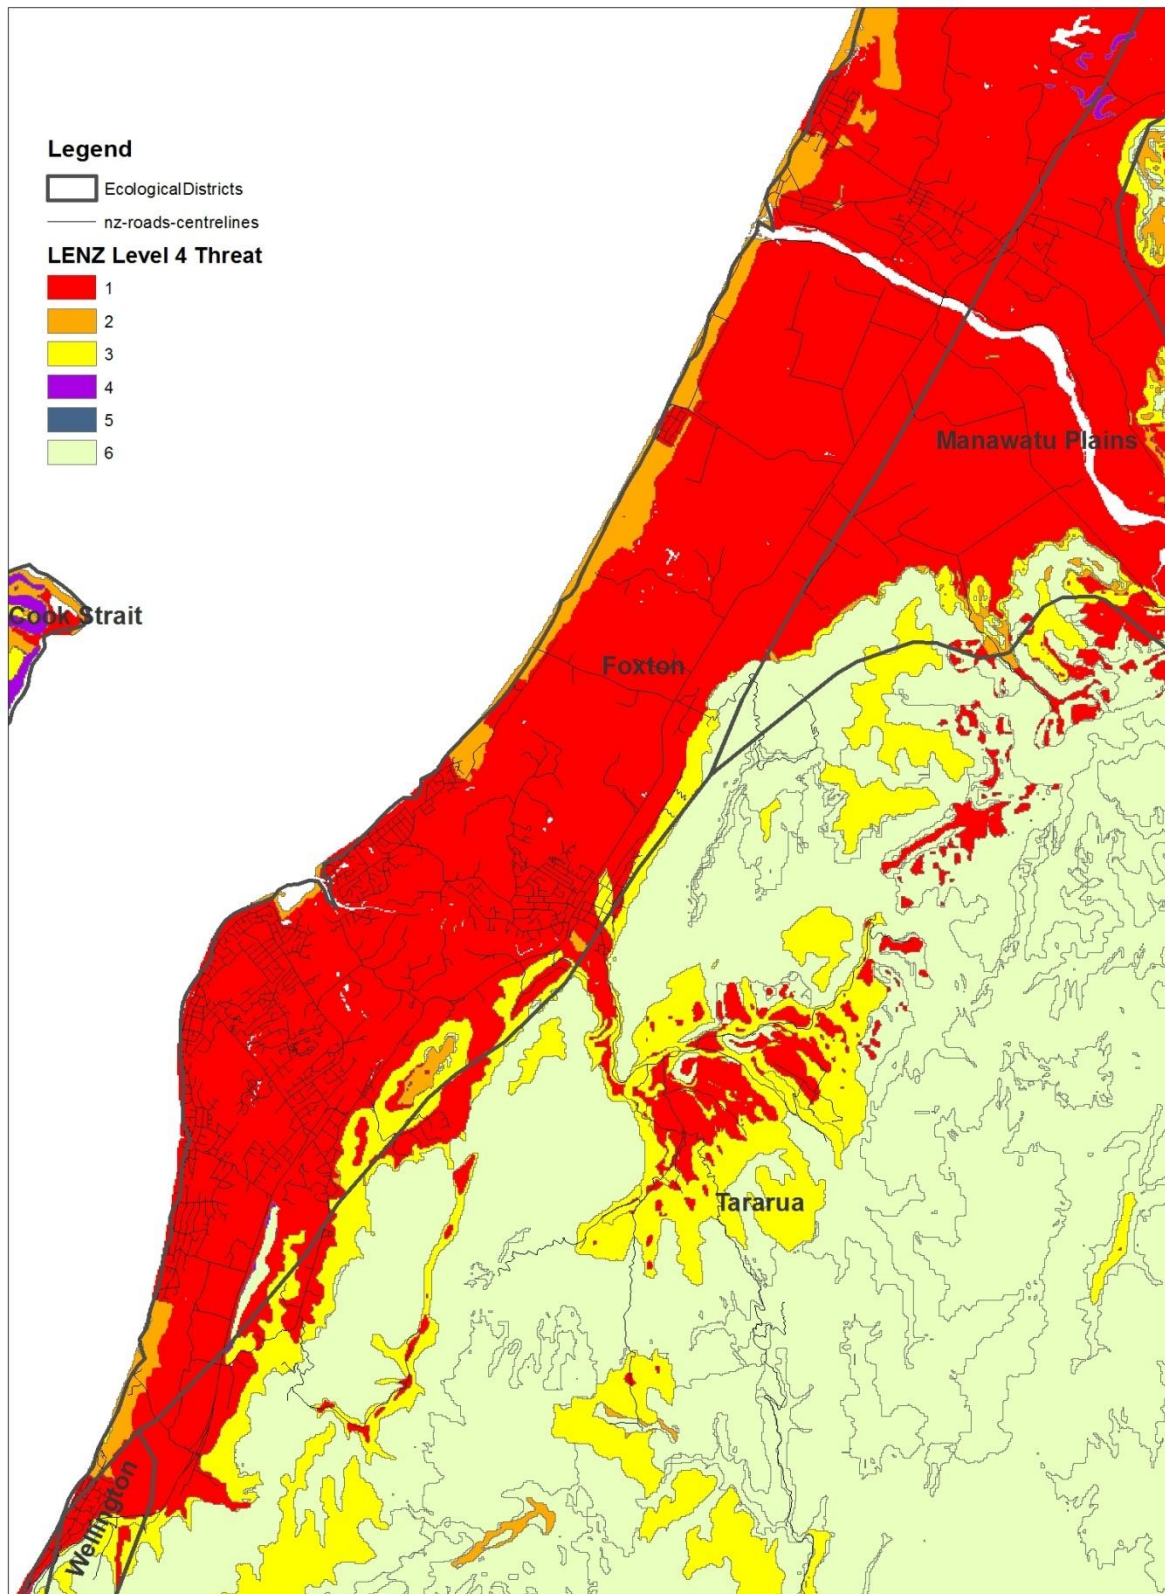 Legend
EcologicalDistricts
nz-roads-centrelines
LENZ Level 4 Threat
1
2
3
4
5
6
Manawatu Plains
Cook Strait
Foxton
Tararua
Wellington